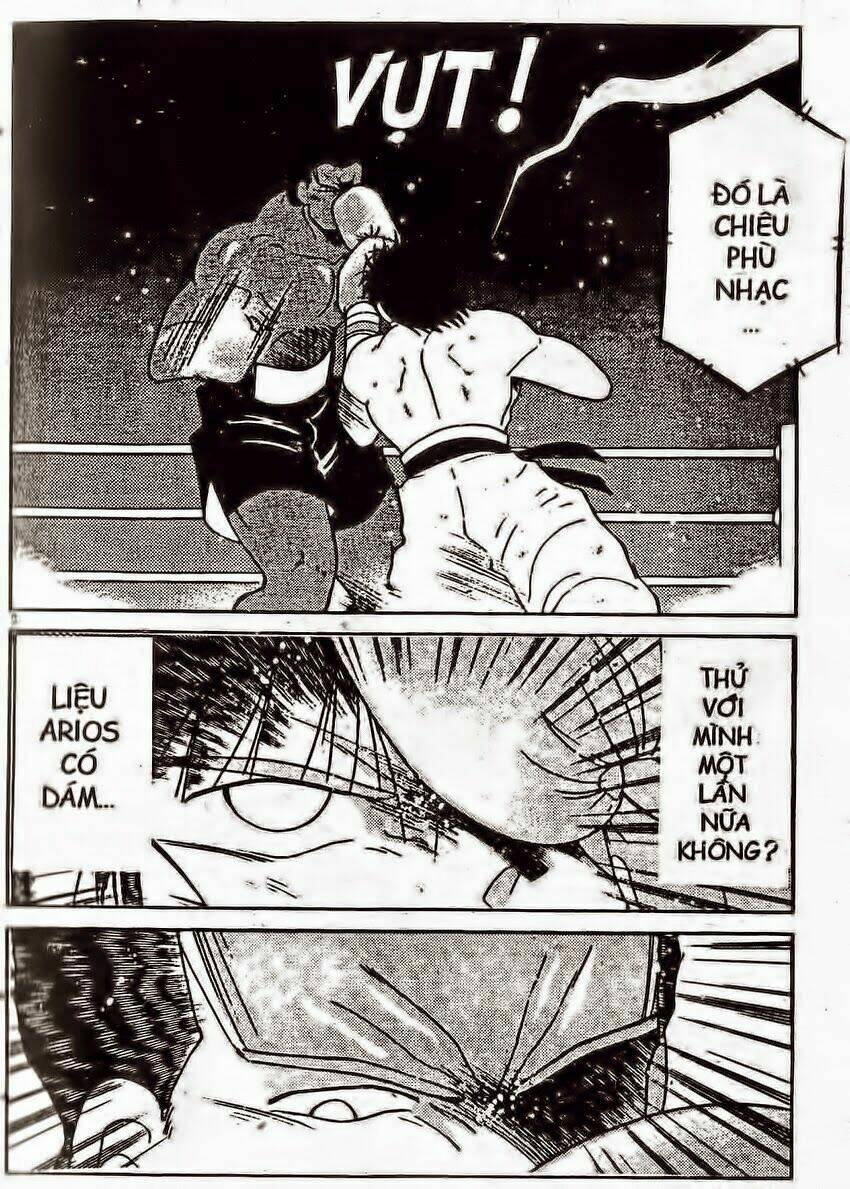 VỤT!
ĐÓ LÀ
CHIÊU
PHÙ
NHẠC
...
LIỆU
ARIOS
CÓ
DÁM...
THỬ
VỚI
MÌNH
MỘT
LẦN
NỮA
KHÔNG?